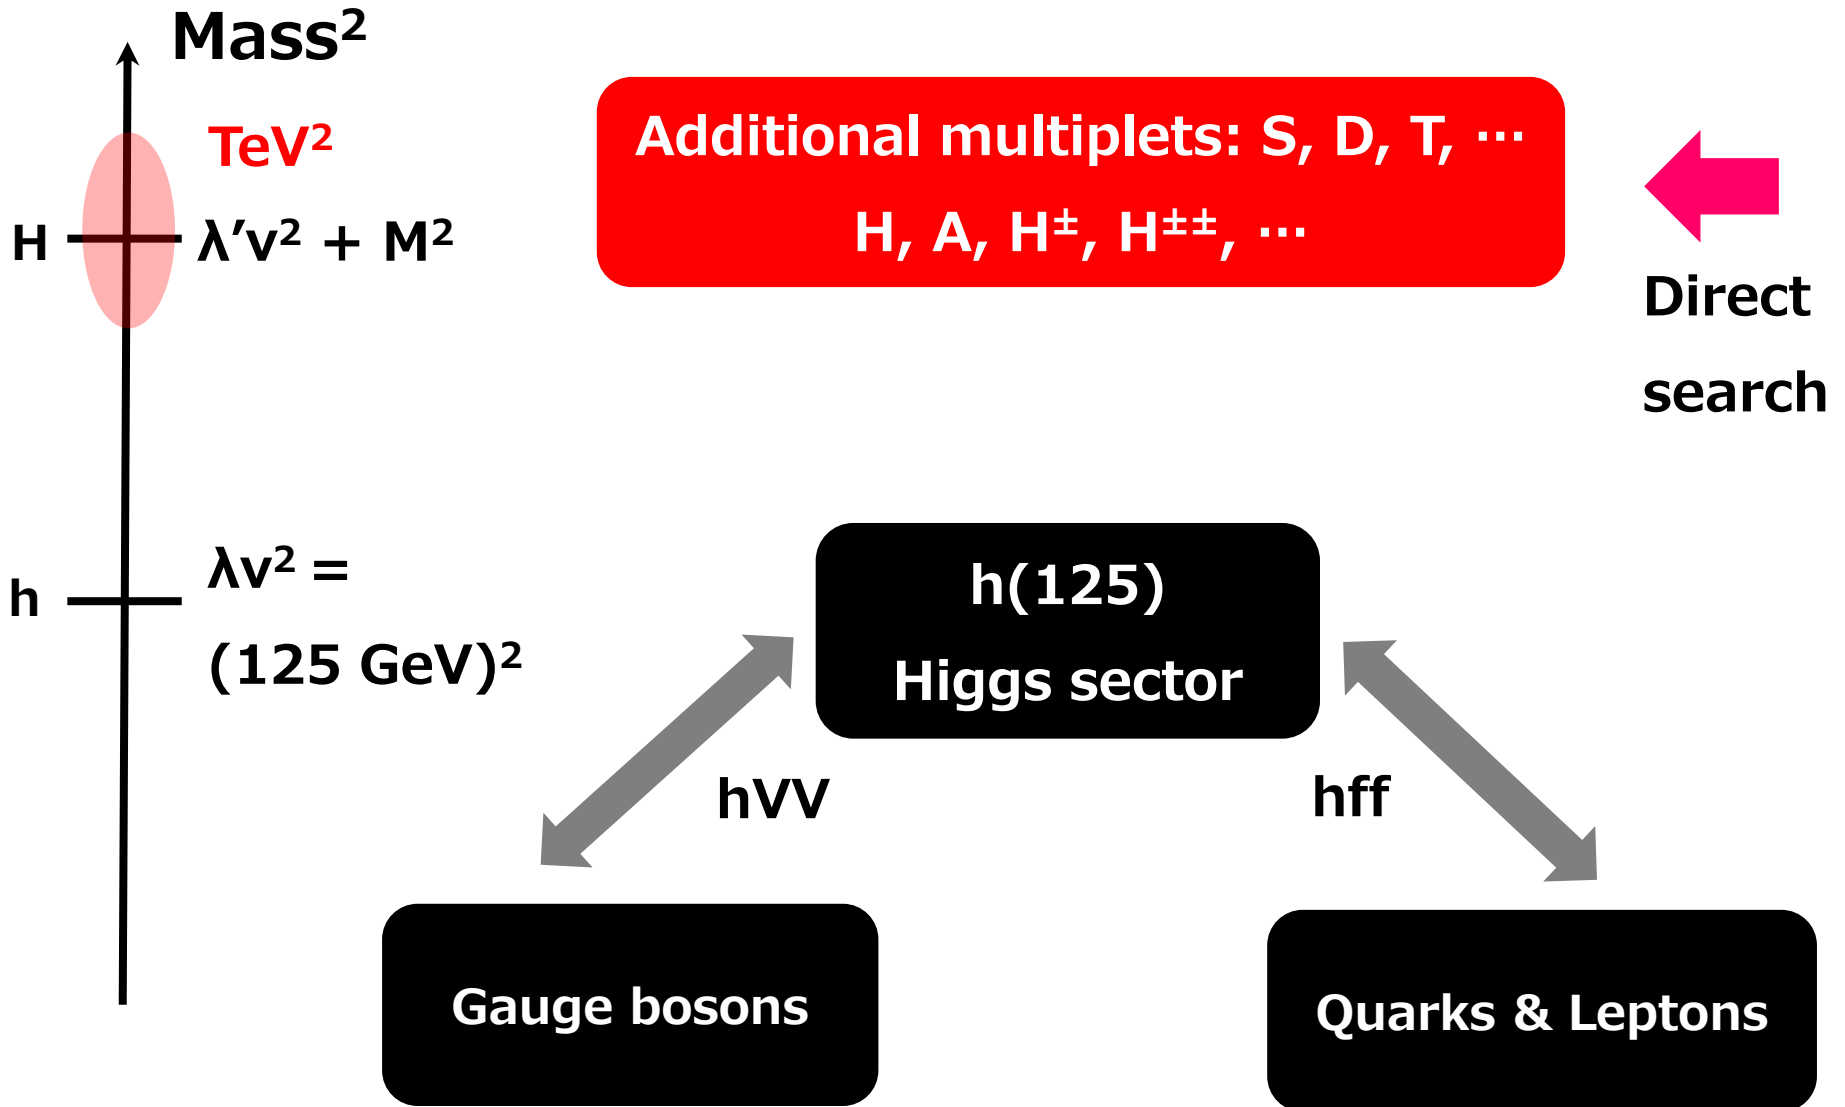 Mass²
TeV²
H
λ′v² + M²
Additional multiplets: S, D, T, ⋯
H, A, H±, H±±, ⋯
Direct
search
h
λv² =
(125 GeV)²
h(125)
Higgs sector
hVV
hff
Gauge bosons
Quarks & Leptons